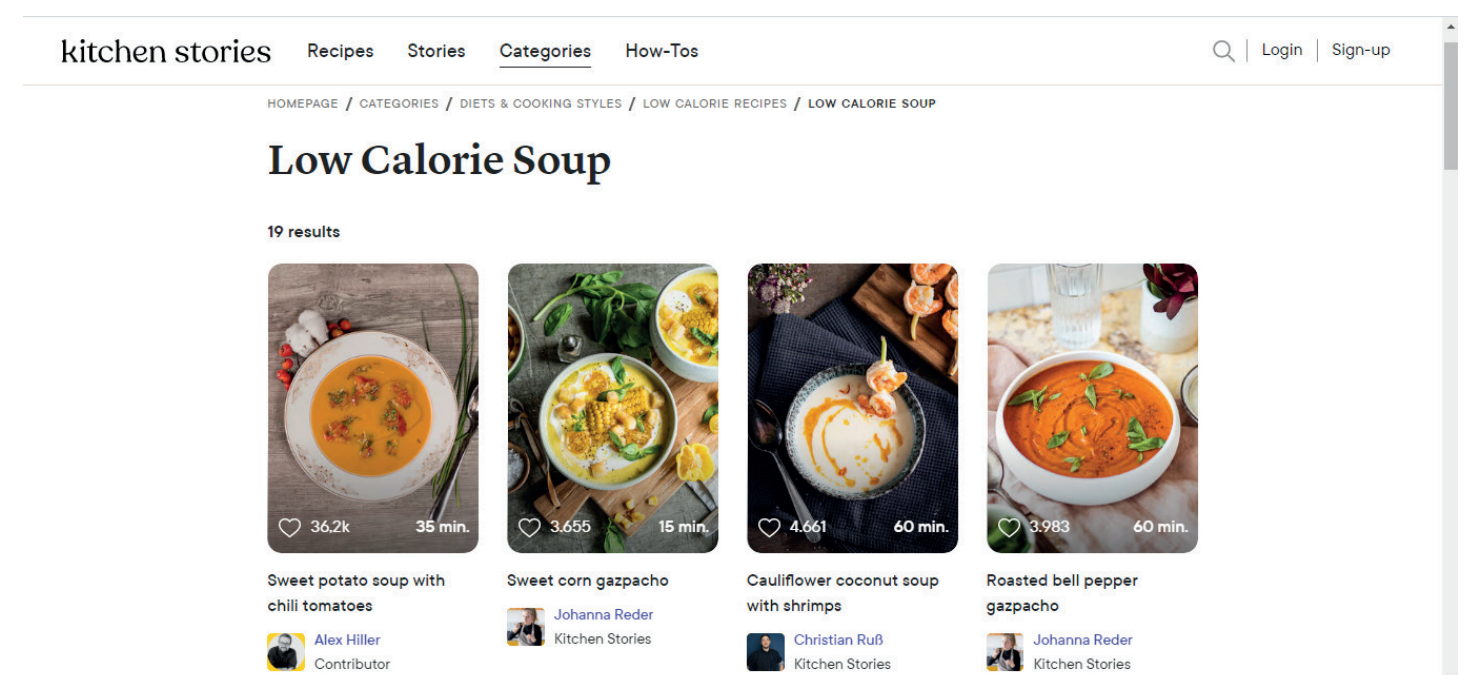 kitchen stories Recipes Stories Categories How-Tos Login Sign-up
HOMEPAGE / CATEGORIES / DIETS & COOKING STYLES / LOW CALORIE RECIPES / LOW CALORIE SOUP
Low Calorie Soup
19 results
36,2k 35 min.
3.655 15 min.
4.661 60 min.
3.983 60 min.
Sweet potato soup with
chili tomatoes
Alex Hiller
Contributor
Sweet corn gazpacho
Johanna Reder
Kitchen Stories
Cauliflower coconut soup
with shrimps
Christian Ruß
Kitchen Stories
Roasted bell pepper
gazpacho
Johanna Reder
Kitchen Stories